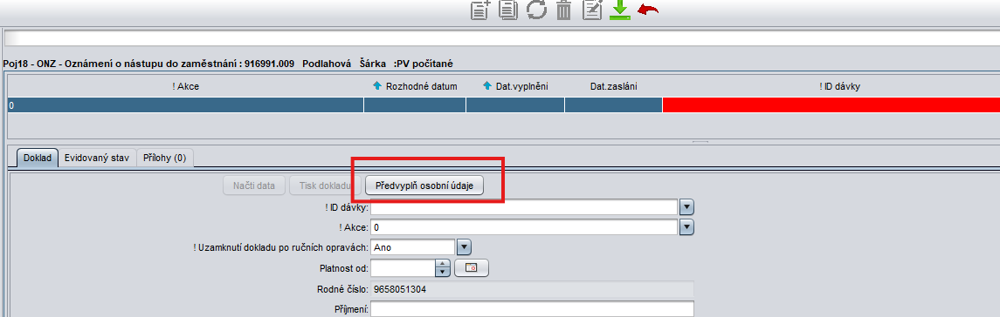 Poj18 - ONZ - Oznámení o nástupu do zaměstnání : 916991.009 Podlahová Šárka :PV počítané
! Akce Rozhodné datum Dat.vyplnění Dat.zaslání ! ID dávky
0
Doklad Evidovaný stav Přílohy (0)
Načti data Tisk dokladu Předvyplň osobní údaje
! ID dávky:
! Akce: 0
! Uzamknutí dokladu po ručních opravách: Ano
Platnost od:
Rodné číslo: 9658051304
Příjmení: